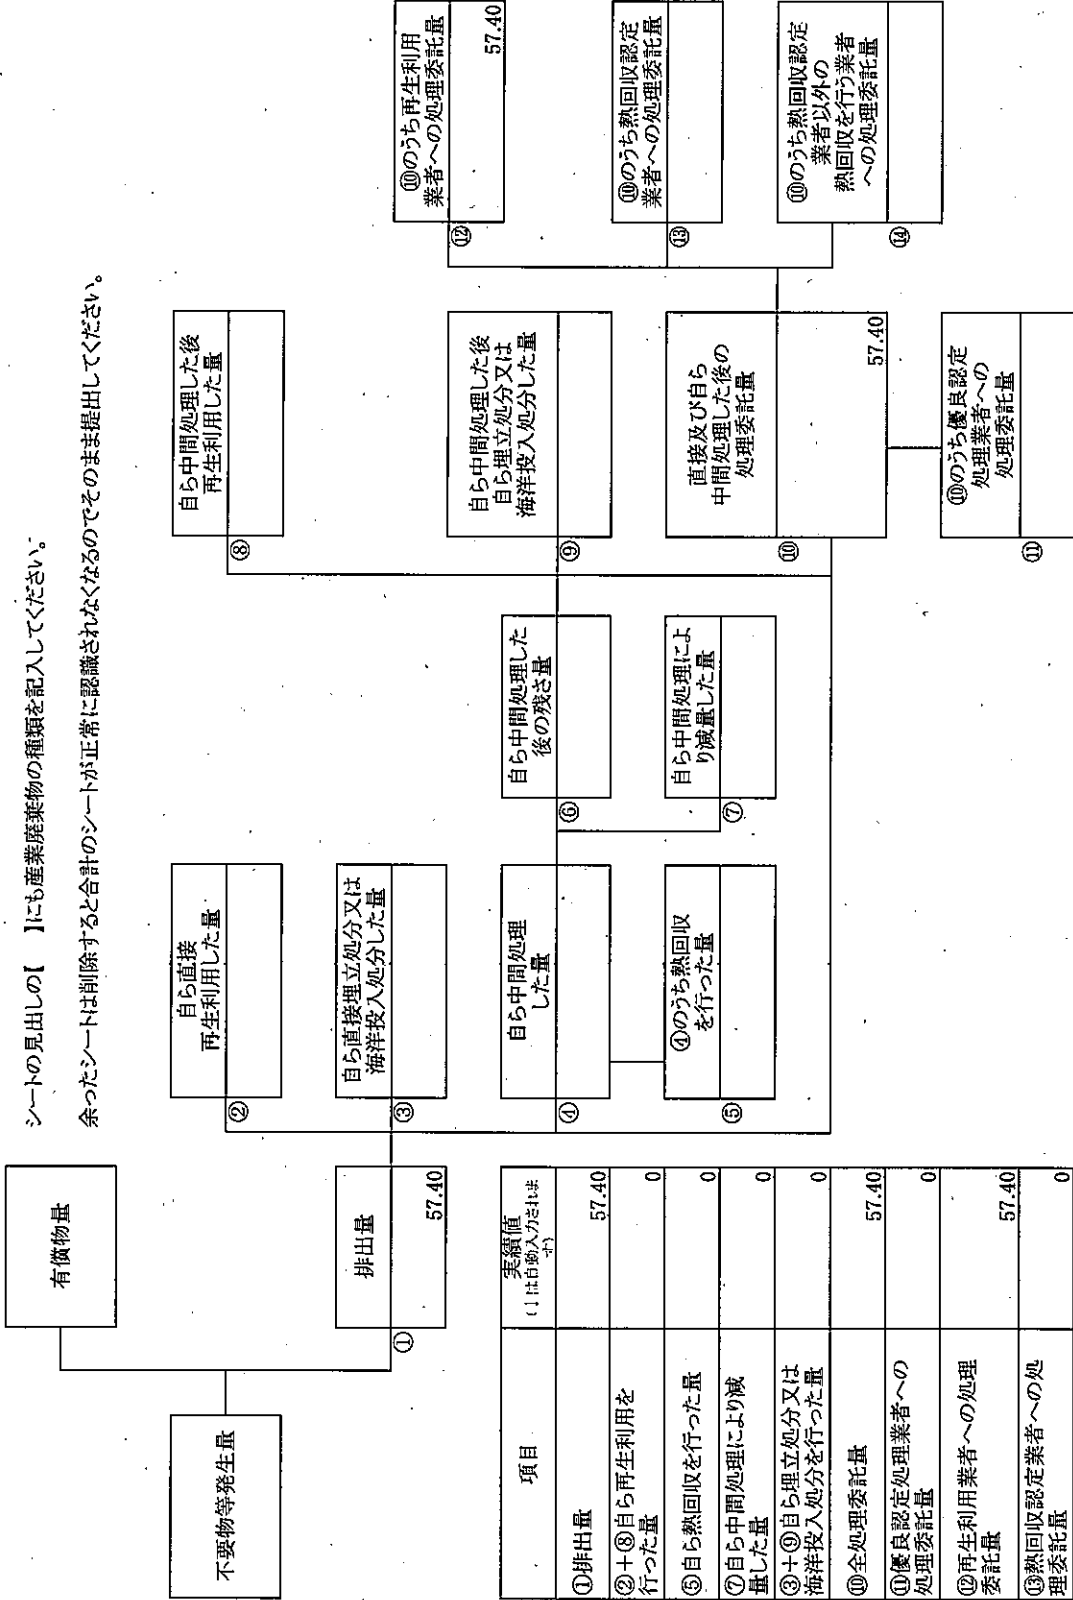 シートの見出しの【　】にも産業廃棄物の種類を記入してください。
余ったシートは削除すると合計のシートが正常に認識されなくなるのでそのまま提出してください。
有償物量
不要物等発生量
排出量
①
57.40
自ら直接
再生利用した量
②
自ら直接埋立処分又は
海洋投入処分した量
③
自ら中間処理
した量
④
④のうち熱回収
を行った量
⑤
自ら中間処理した
後の残さ量
⑥
自ら中間処理によ
り減量した量
⑦
自ら中間処理した後
再生利用した量
⑧
自ら中間処理した後
自ら埋立処分又は
海洋投入処分した量
⑨
直接及び自ら
中間処理した後の
処理委託量
⑩
57.40
⑩のうち優良認定
処理業者への
処理委託量
⑪
⑩のうち再生利用
業者への処理委託量
⑫
57.40
⑩のうち熱回収認定
業者への処理委託量
⑬
⑩のうち熱回収認定
業者以外の
熱回収を行う業者
への処理委託量
⑭
項目
実績値
は自動入力されま
す)
①排出量
57.40
②+⑧自ら再生利用を
行った量
0
⑤自ら熱回収を行った量
0
⑦自ら中間処理により減
量した量
0
③+⑨自ら埋立処分又は
海洋投入処分を行った量
0
⑩全処理委託量
57.40
⑪優良認定処理業者への
処理委託量
0
⑫再生利用業者への処理
委託量
57.40
⑬熱回収認定業者への処
理委託量
0